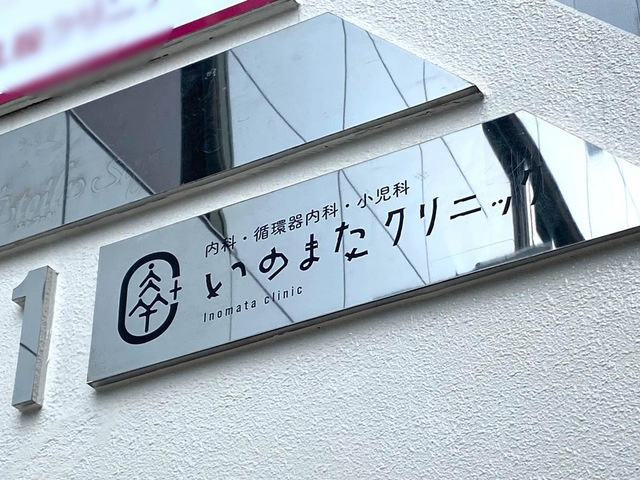 内科・循環器内科・小児科
いのまたクリニック
Inomata clinic
1